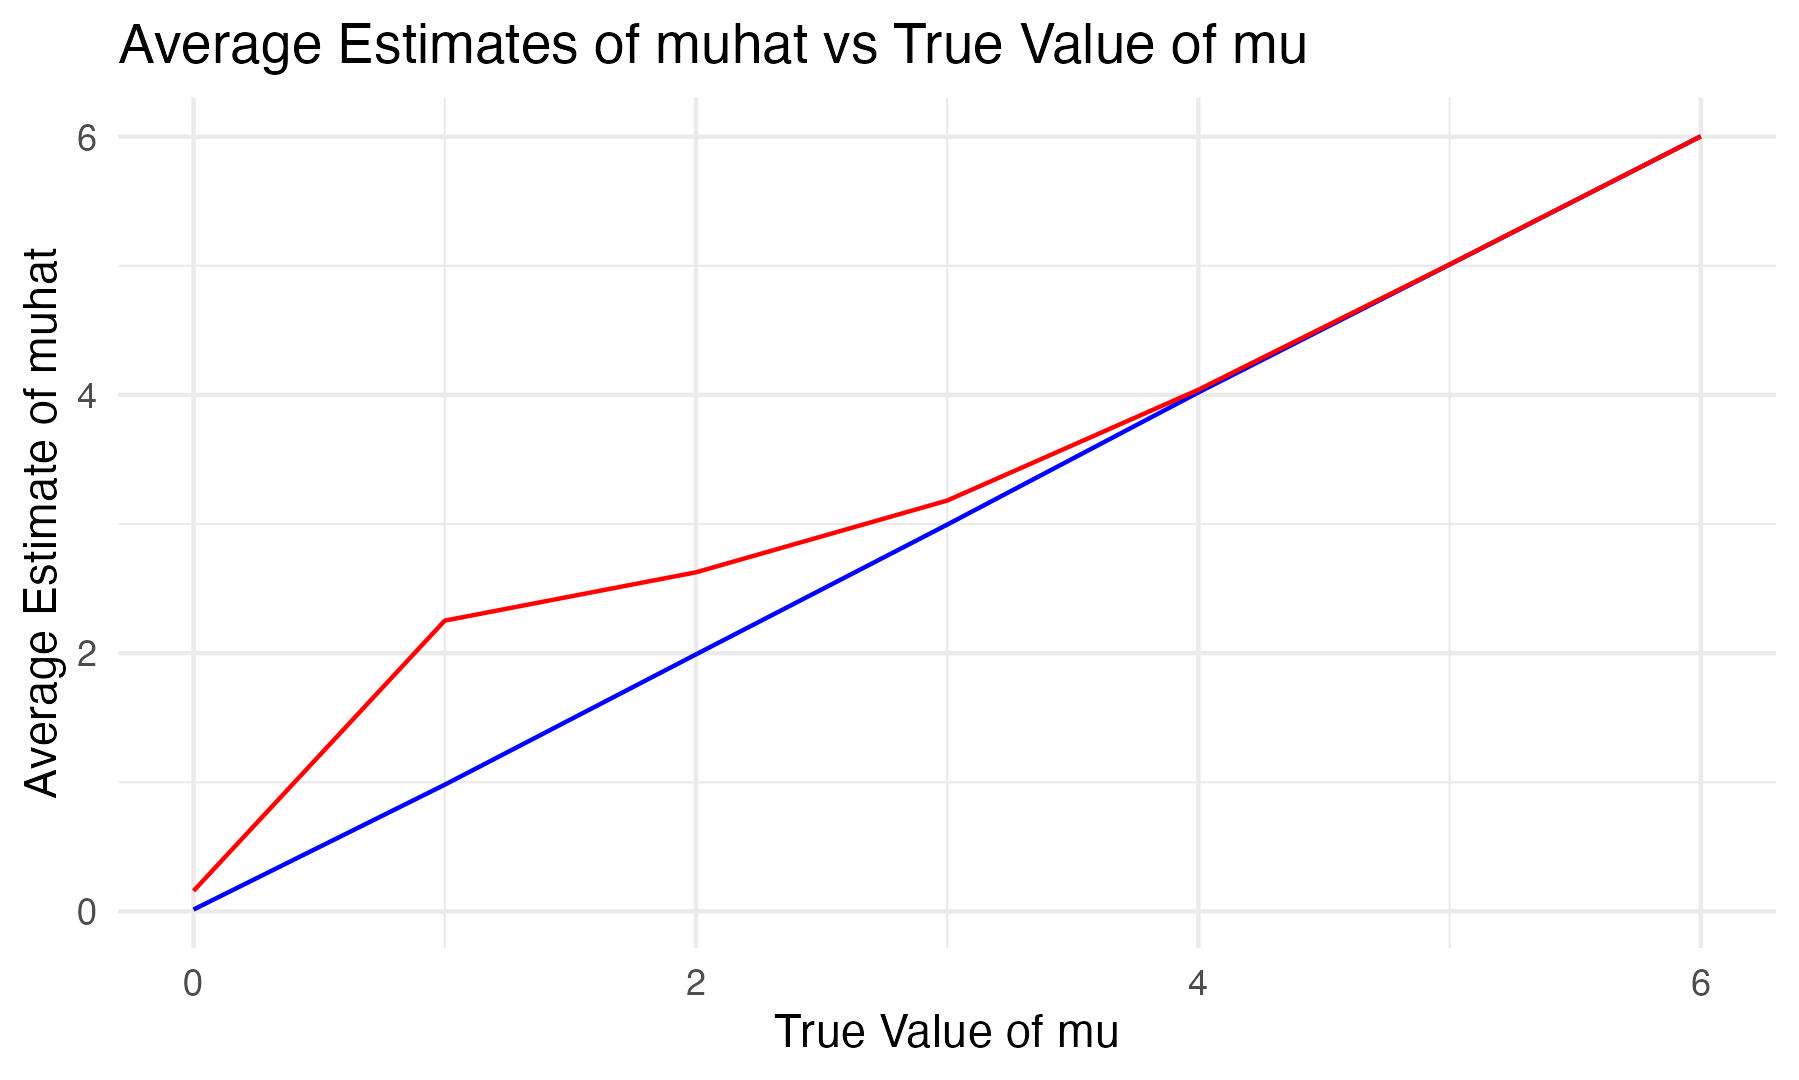 Average Estimates of muhat vs True Value of mu
Average Estimate of muhat
6
4
2
0
0 2 4 6
True Value of mu